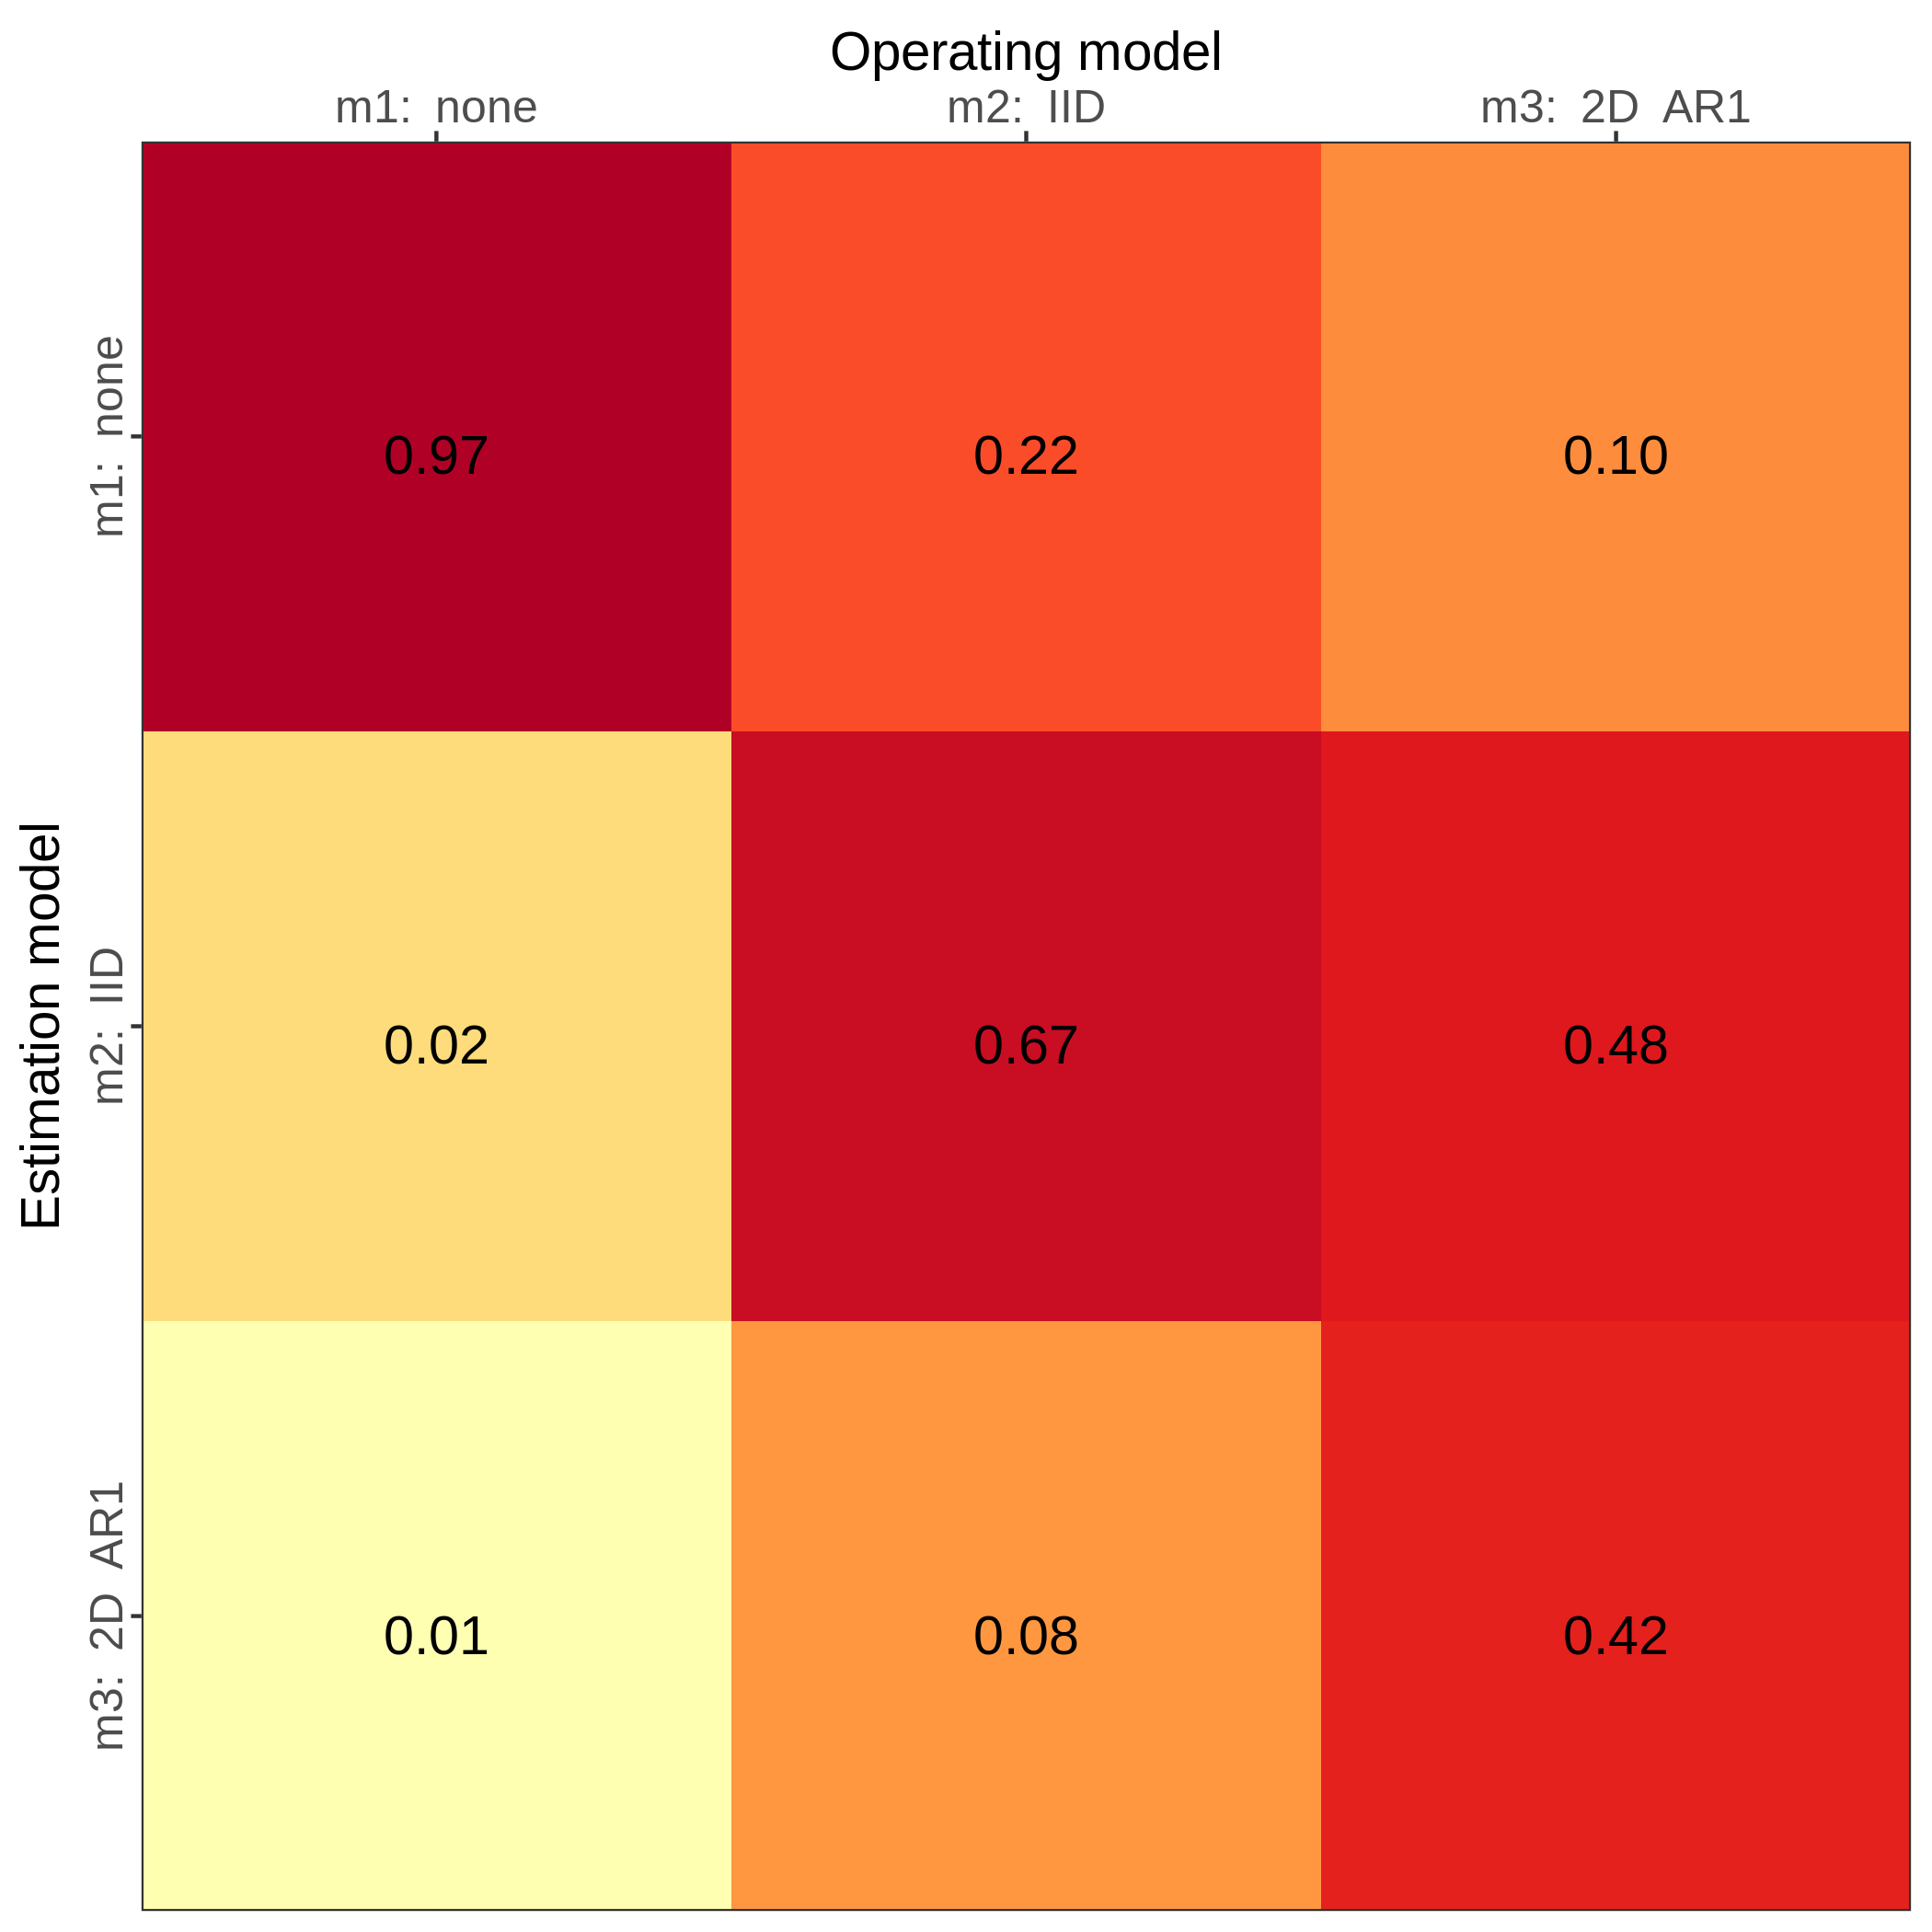 Operating model
m1: none m2: IID m3: 2D AR1
Estimation model
m1: none 0.97 0.22 0.10
m2: IID 0.02 0.67 0.48
m3: 2D AR1 0.01 0.08 0.42